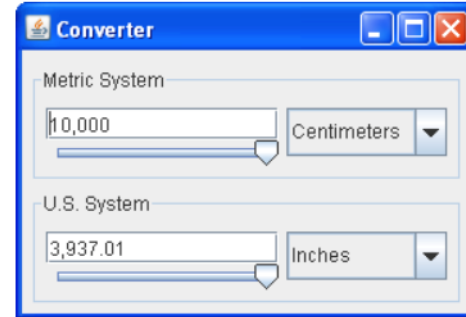 Converter
Metric System
10,000
Centimeters
U.S. System
3,937.01
Inches